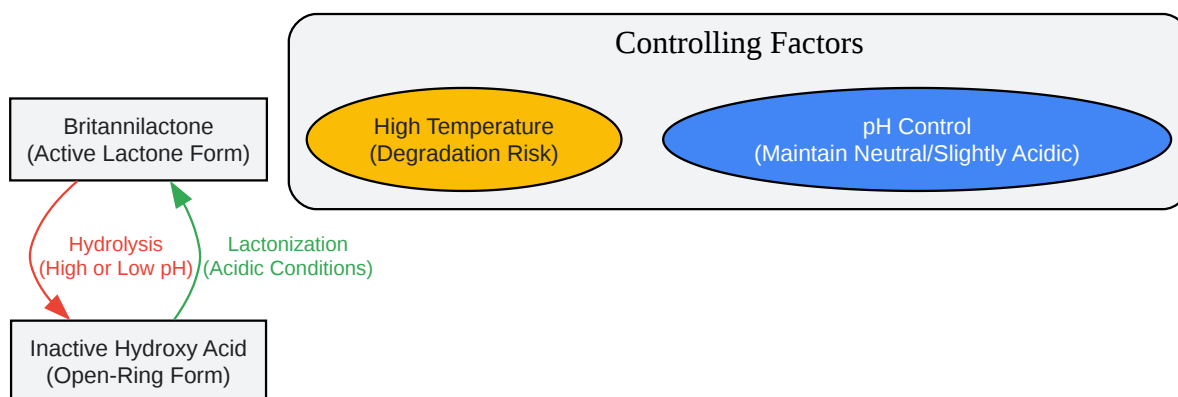 Controlling Factors
Britannilactone
(Active Lactone Form)
High Temperature
(Degradation Risk)
pH Control
(Maintain Neutral/Slightly Acidic)
Hydrolysis
(High or Low pH)
Lactonization
(Acidic Conditions)
Inactive Hydroxy Acid
(Open-Ring Form)